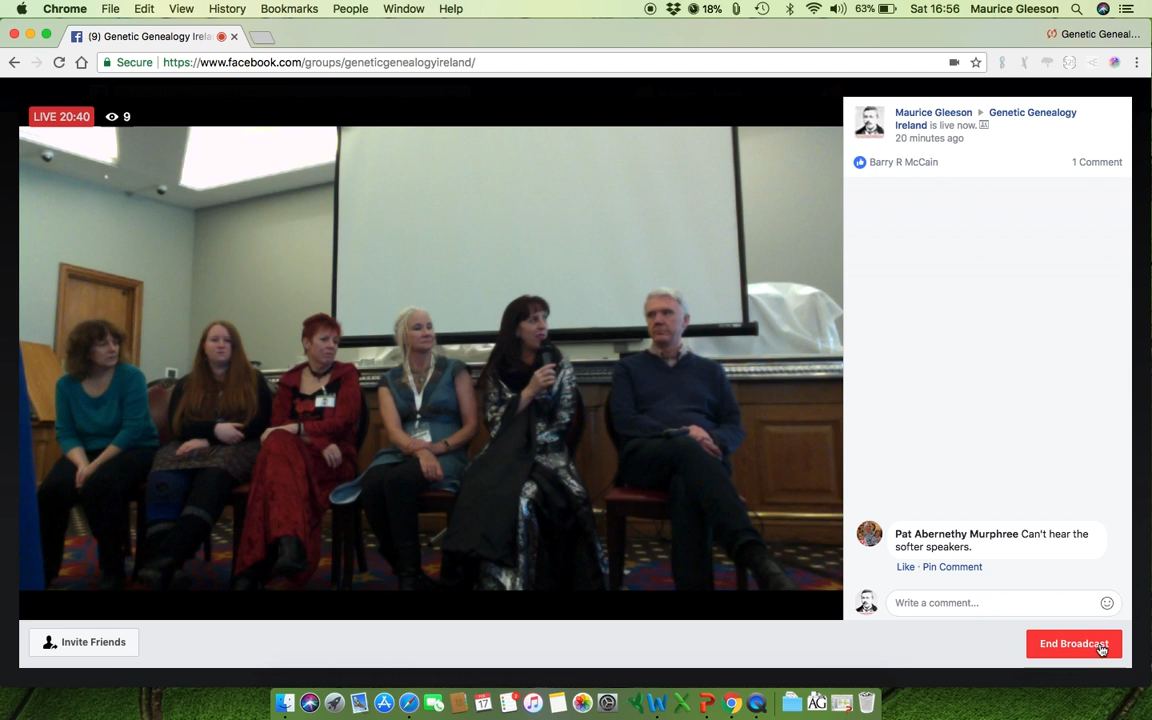 Chrome File Edit View History Bookmarks People Window Help 18% 63% Sat 16:56 Maurice Gleeson
(9) Genetic Genealogy Irela
Genetic Geneal...
Secure https://www.facebook.com/groups/geneticgenealogyireland/
LIVE 20:40 9
Maurice Gleeson Genetic Genealogy
Ireland is live now.
20 minutes ago
Barry R McCain 1 Comment
Pat Abernethy Murphree Can't hear the
softer speakers.
Like · Pin Comment
Write a comment...
Invite Friends End Broadcast
17